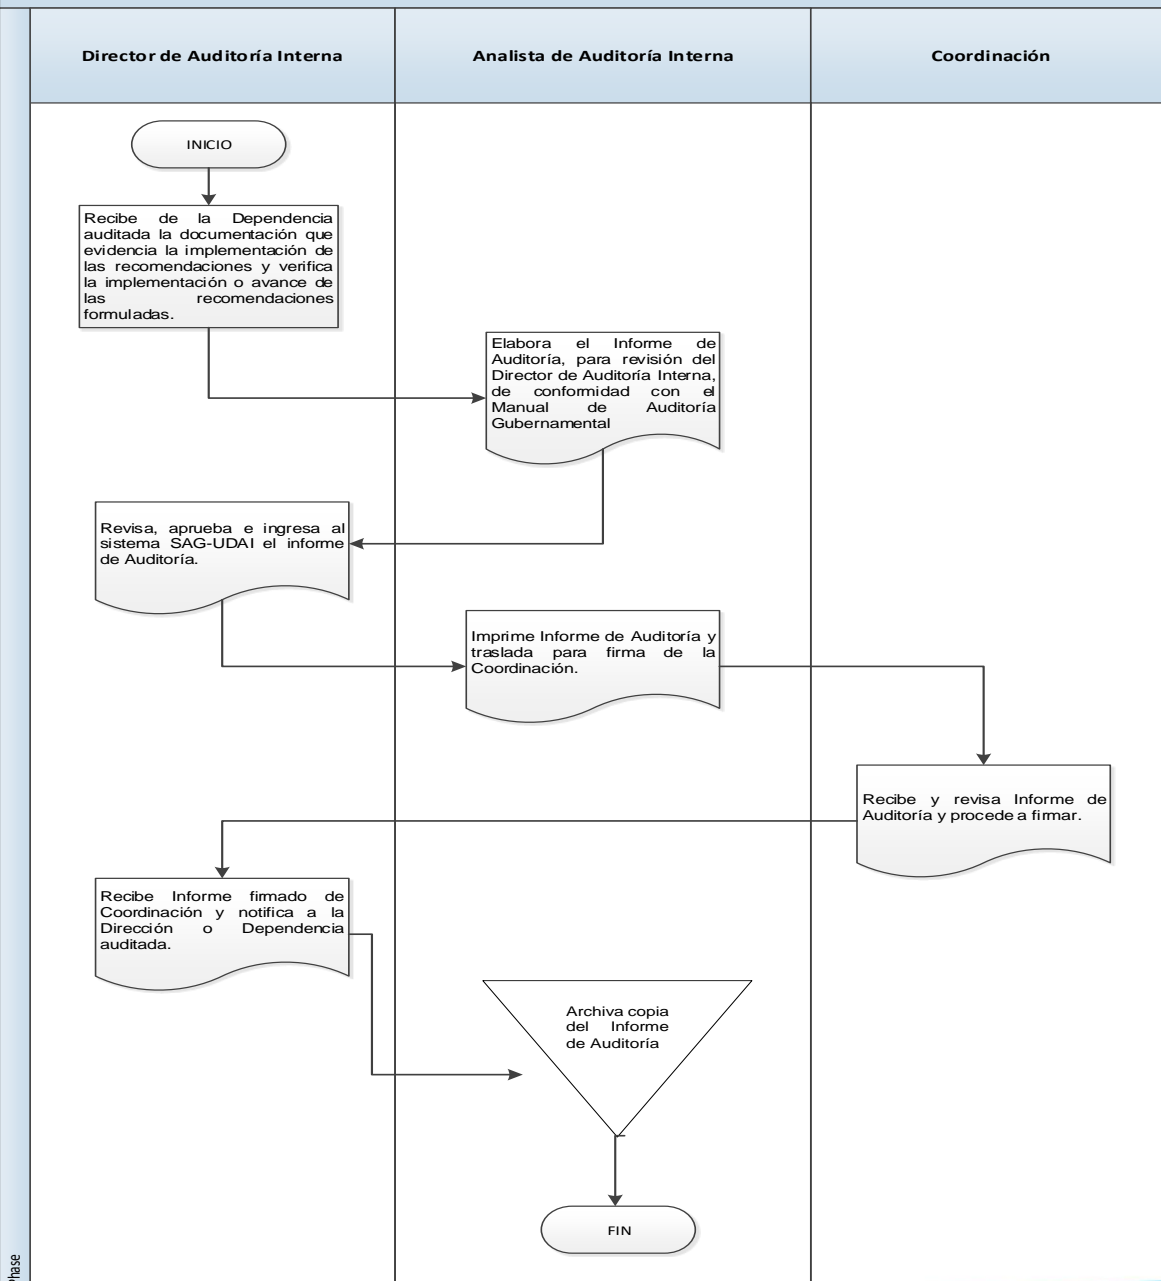 Director de Auditoría Interna
Analista de Auditoría Interna
Coordinación
INICIO
Recibe de la Dependencia
auditada la documentación que
evidencia la implementación de
las recomendaciones y verifica
la implementación o avance de
las recomendaciones
formuladas.
Elabora el Informe de
Auditoría, para revisión del
Director de Auditoría Interna,
de conformidad con el
Manual de Auditoría
Gubernamental
Revisa, aprueba e ingresa al
sistema SAG-UDAI el informe
de Auditoría.
Imprime Informe de Auditoría y
traslada para firma de la
Coordinación.
Recibe y revisa Informe de
Auditoría y procede a firmar.
Recibe Informe firmado de
Coordinación y notifica a la
Dirección o Dependencia
auditada.
Archiva copia
del Informe
de Auditoría
FIN
Phase